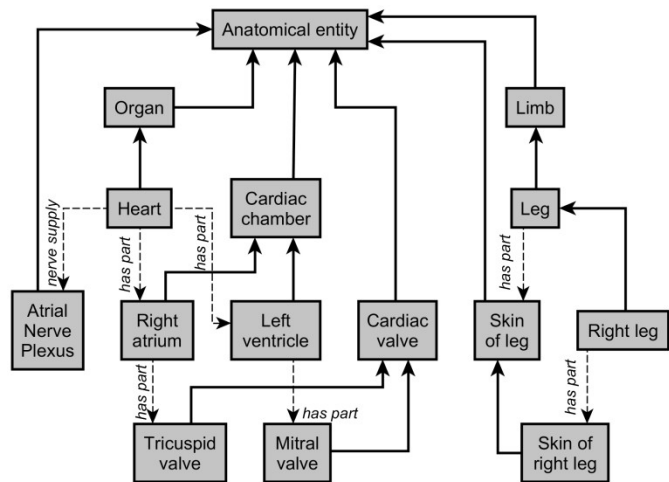 Anatomical entity
Organ
Limb
Cardiac
chamber
Heart
Leg
nerve supply
has part
has part
has part
Atrial
Nerve
Plexus
Right
atrium
Left
ventricle
Cardiac
valve
Skin
of leg
Right leg
has part
has part
has part
Tricuspid
valve
Mitral
valve
Skin of
right leg